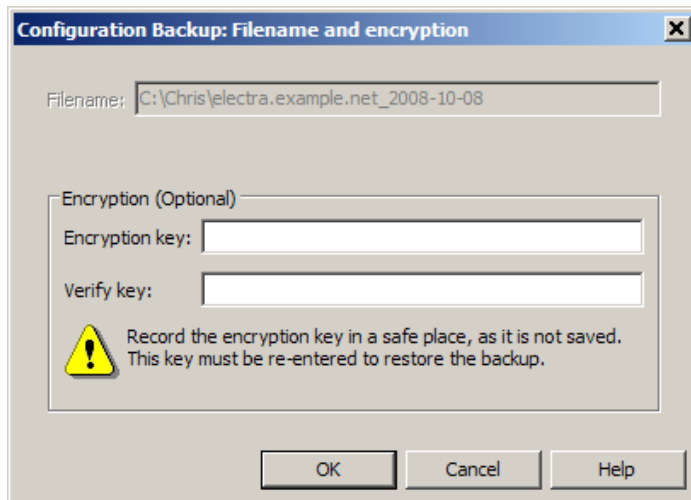 Configuration Backup: Filename and encryption
Filename: C:\Chris\electra.example.net_2008-10-08
Encryption (Optional)
Encryption key:
Verify key:
Record the encryption key in a safe place, as it is not saved.
This key must be re-entered to restore the backup.
OK Cancel Help